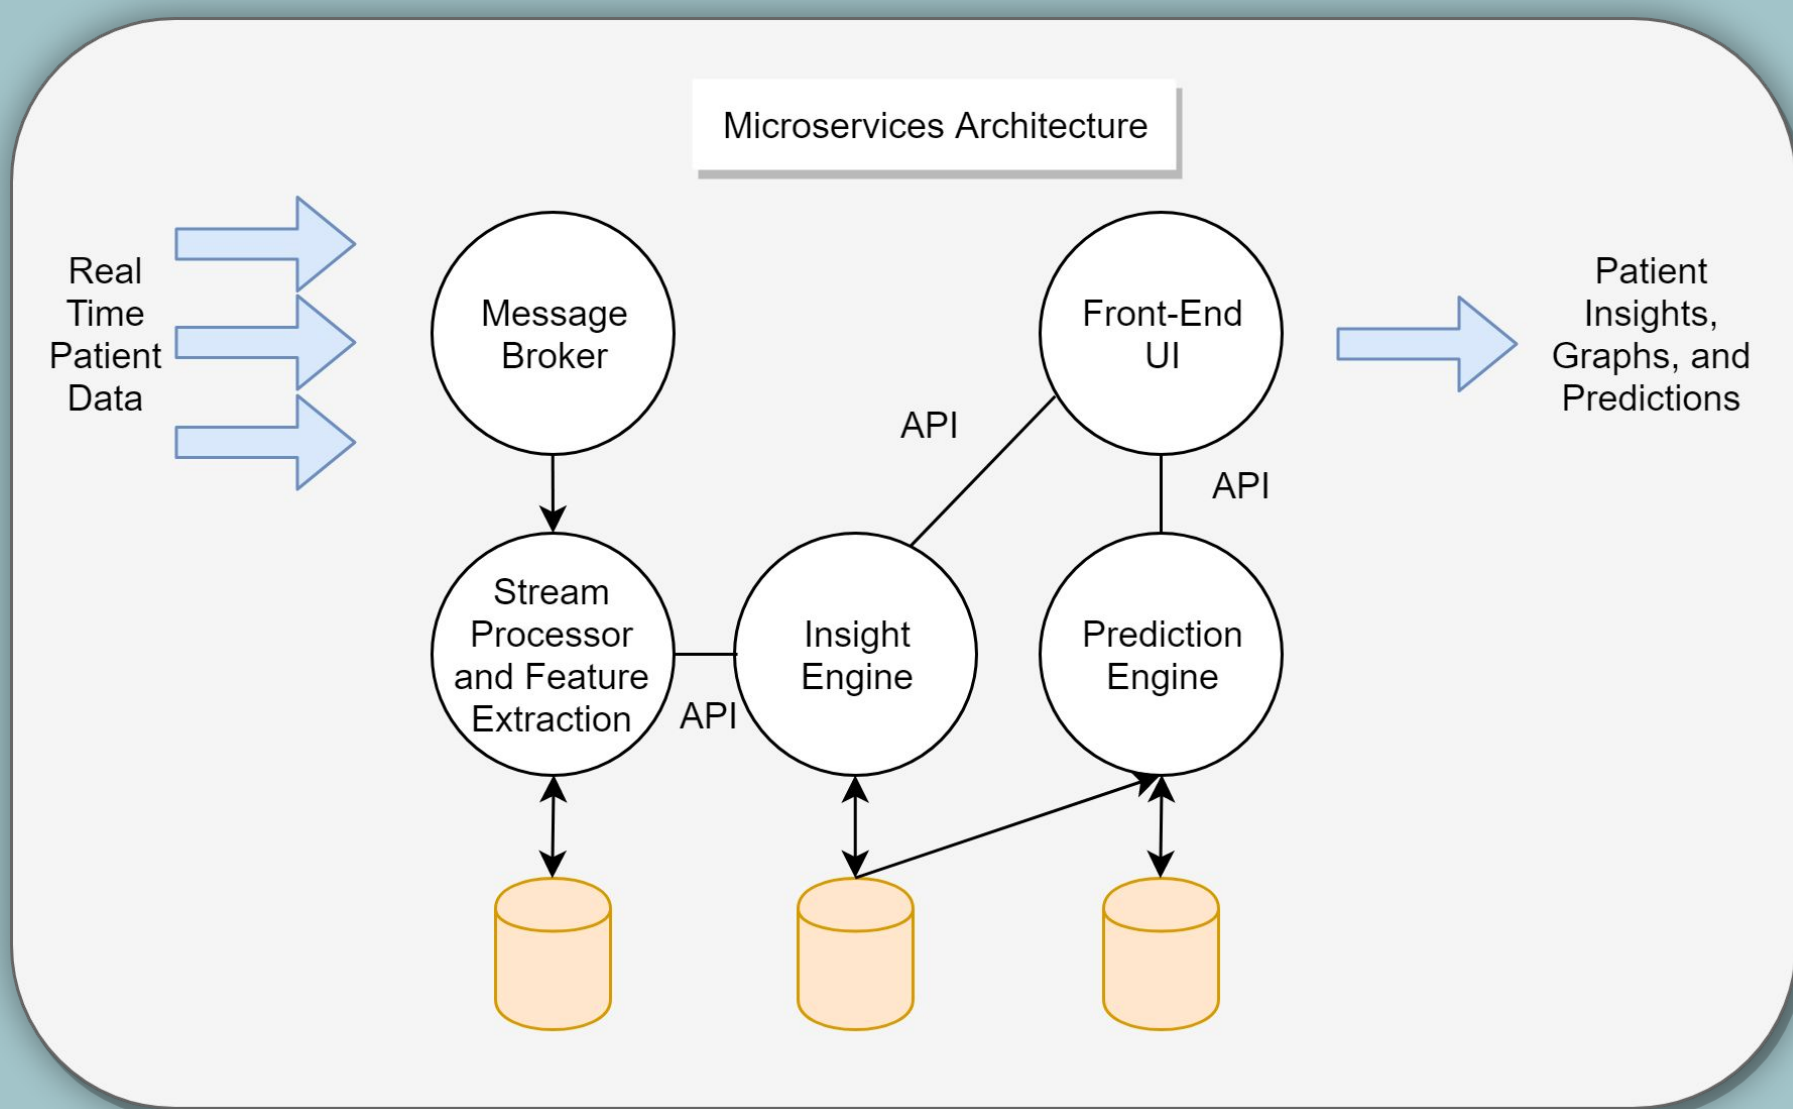 Microservices Architecture
Real
Time
Patient
Data
Message
Broker
Front-End
UI
Patient
Insights,
Graphs, and
Predictions
API
API
Stream
Processor
and Feature
Extraction
API
Insight
Engine
Prediction
Engine